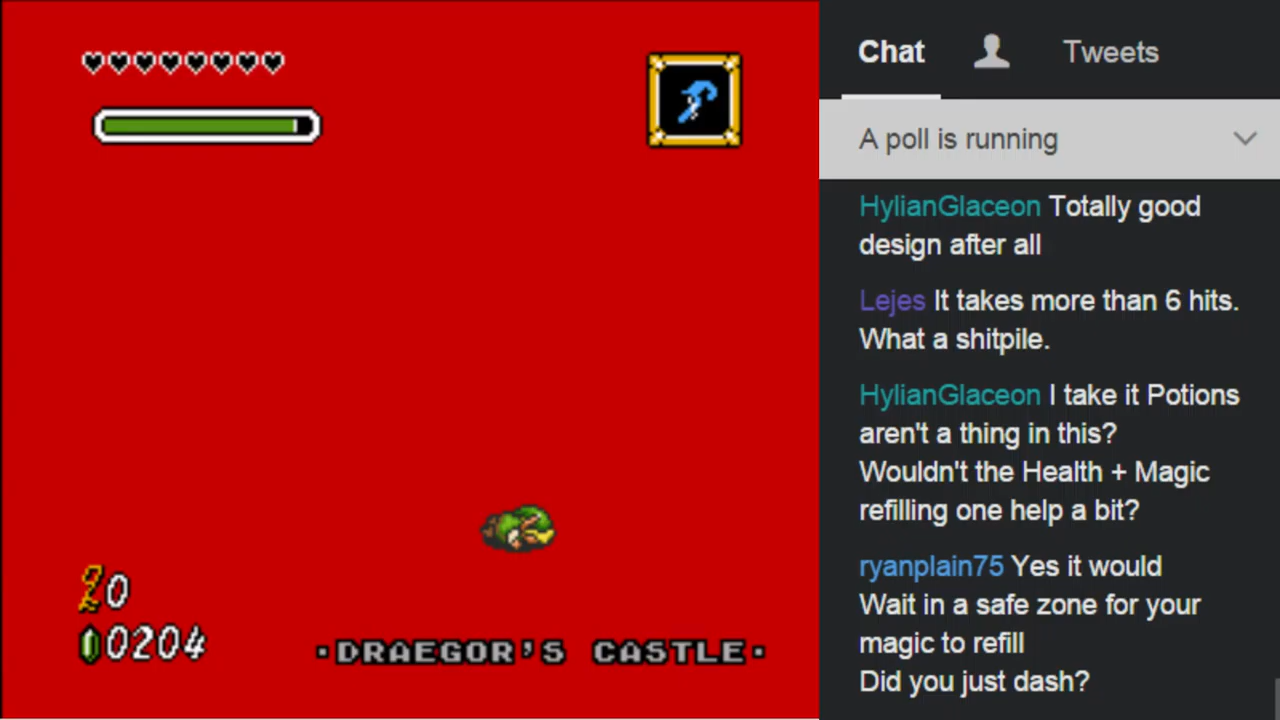 Chat Tweets
A poll is running
HylianGlaceon Totally good
design after all
Lejes It takes more than 6 hits.
What a shitpile.
HylianGlaceon I take it Potions
aren't a thing in this?
Wouldn't the Health + Magic
refilling one help a bit?
ryanplain75 Yes it would
Wait in a safe zone for your
magic to refill
Did you just dash?
0
0204
·DRAEGOR'S CASTLE·